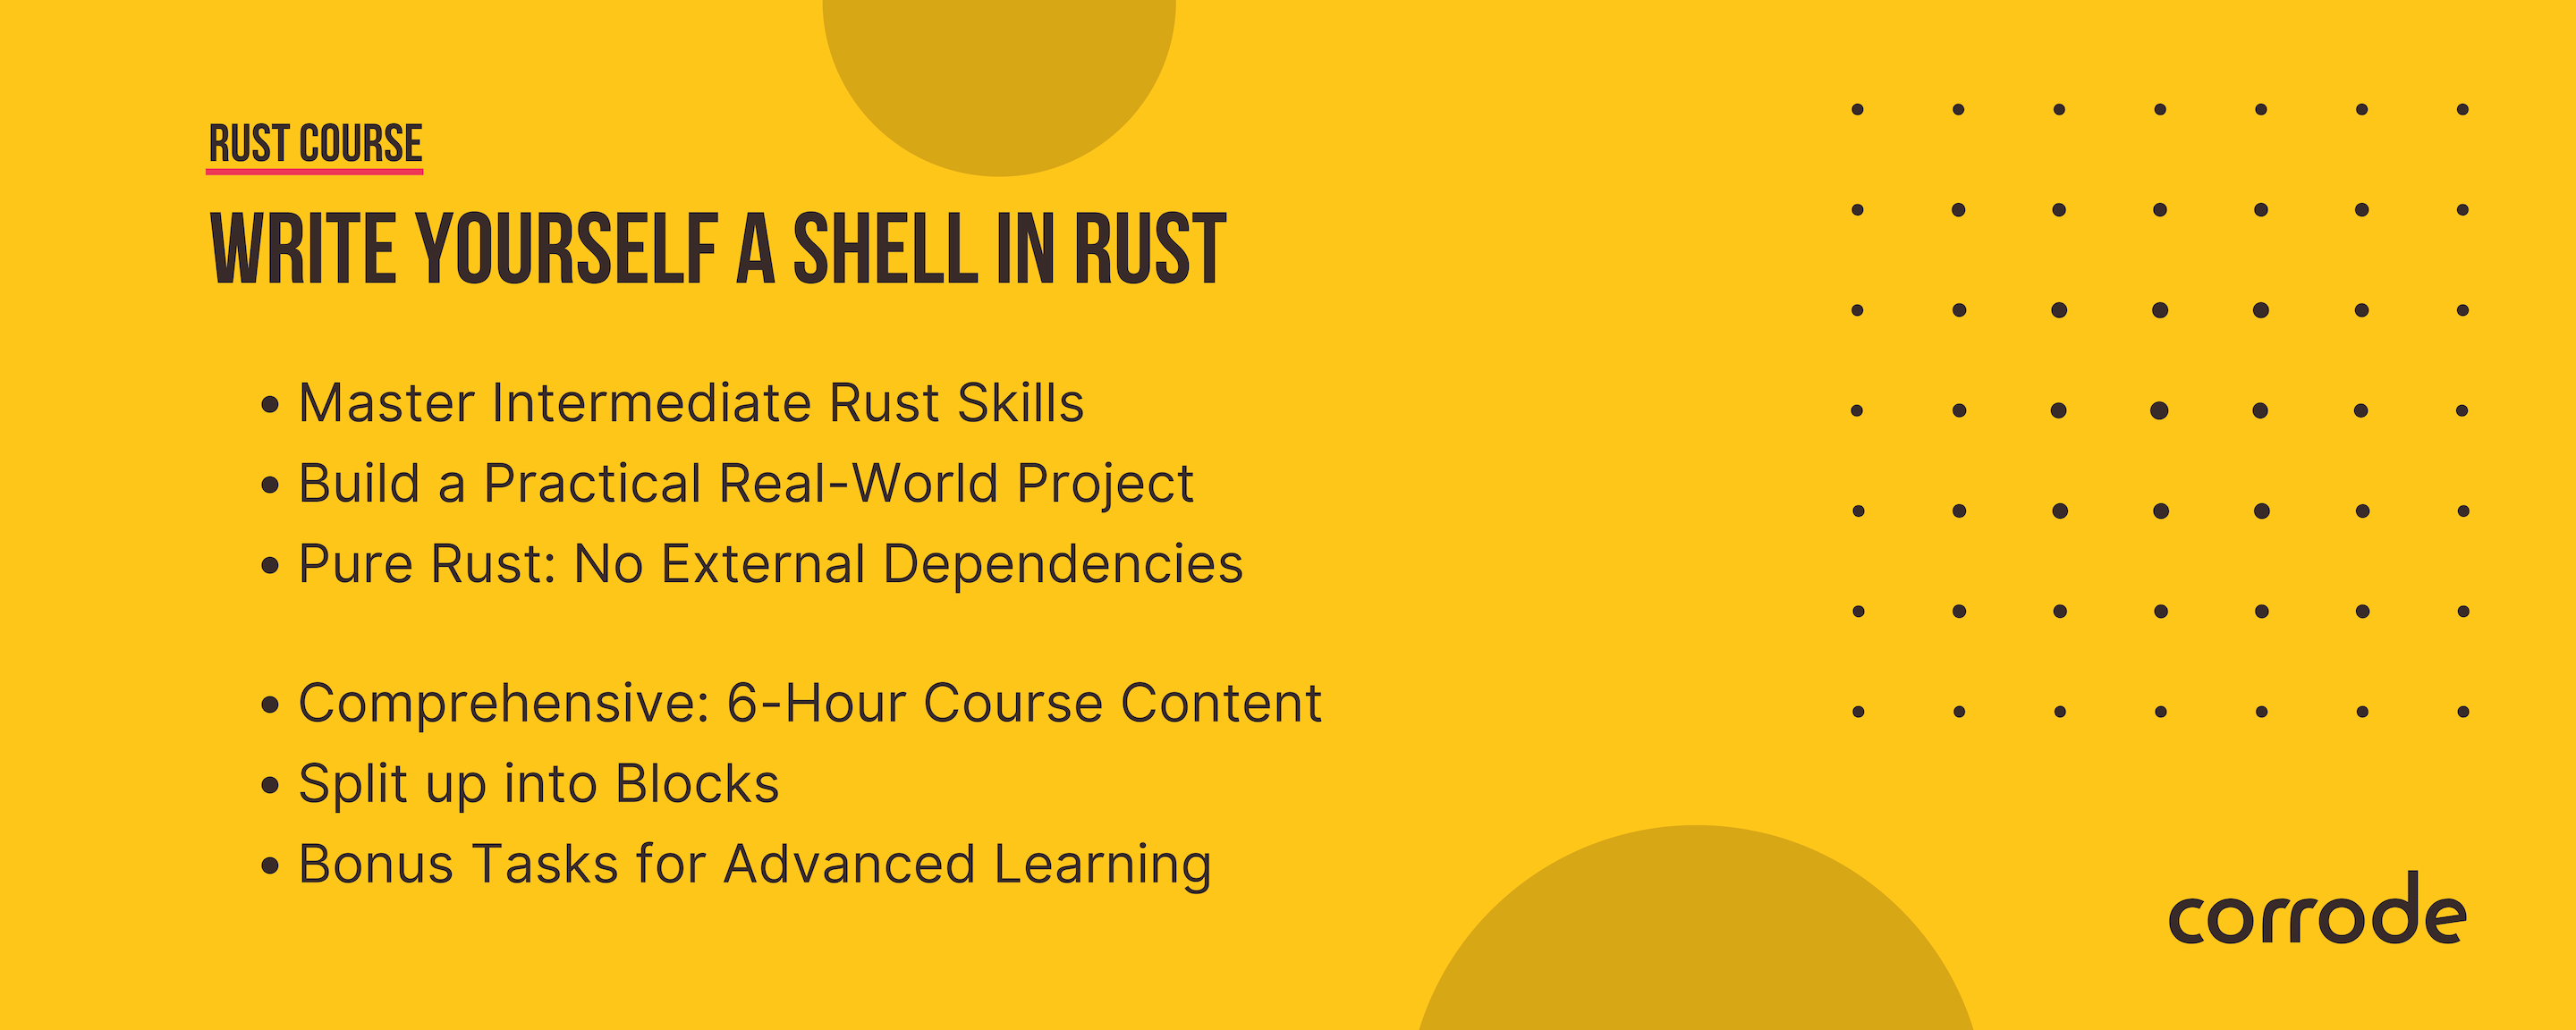 RUST COURSE
WRITE YOURSELF A SHELL IN RUST
• Master Intermediate Rust Skills
• Build a Practical Real-World Project
• Pure Rust: No External Dependencies
• Comprehensive: 6-Hour Course Content
• Split up into Blocks
• Bonus Tasks for Advanced Learning
corrode